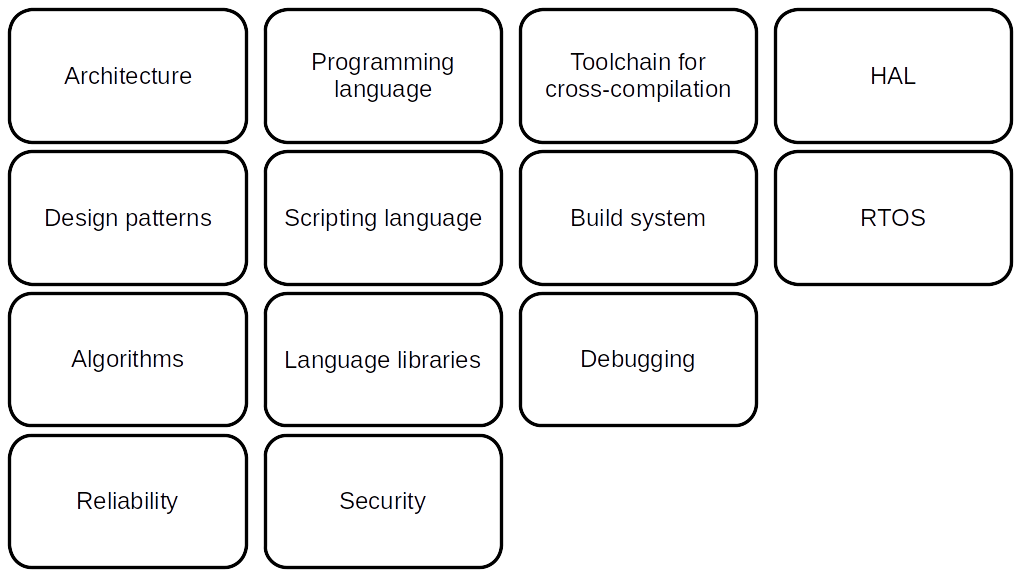 Architecture
Programming
language
Toolchain for
cross-compilation
HAL
Design patterns
Scripting language
Build system
RTOS
Algorithms
Language libraries
Debugging
Reliability
Security